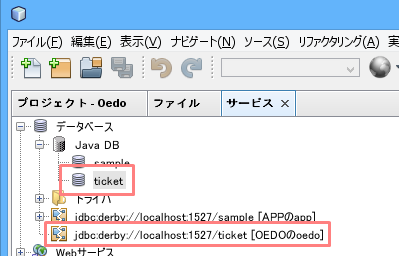 ファイル(F) 編集(E) 表示(V) ナビゲート(N) ソース(S) リファクタリング(A) 実
プロジェクト - Oedo ファイル サービス ×
データベース
Java DB
sample
ticket
ドライバ
jdbc:derby://localhost:1527/sample [APPのapp]
jdbc:derby://localhost:1527/ticket [OEDOのoedo]
Webサービス